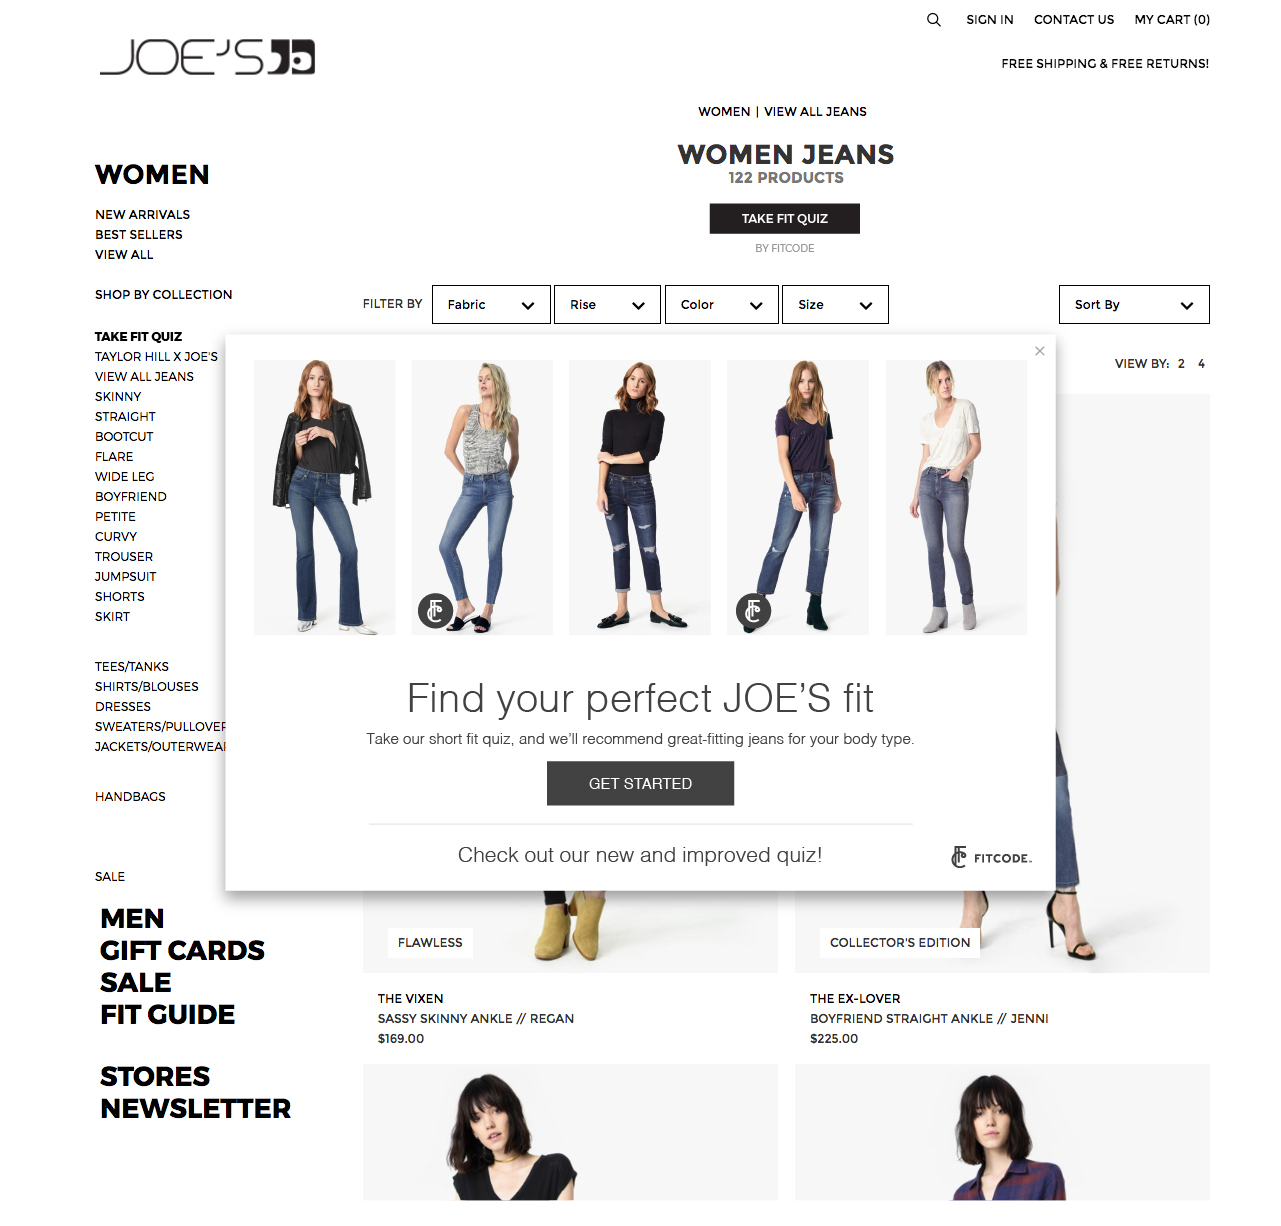 SIGN IN CONTACT US MY CART (0)
JOE'S
FREE SHIPPING & FREE RETURNS!
WOMEN | VIEW ALL JEANS
WOMEN JEANS
122 PRODUCTS
TAKE FIT QUIZ
BY FITCODE
WOMEN
NEW ARRIVALS
BEST SELLERS
VIEW ALL
SHOP BY COLLECTION
TAKE FIT QUIZ
TAYLOR HILL X JOE'S
VIEW ALL JEANS
SKINNY
STRAIGHT
BOOTCUT
FLARE
WIDE LEG
BOYFRIEND
PETITE
CURVY
TROUSER
JUMPSUIT
SHORTS
SKIRT
TEES/TANKS
SHIRTS/BLOUSES
DRESSES
SWEATERS/PULLOVER
JACKETS/OUTERWEAR
HANDBAGS
SALE
MEN
GIFT CARDS
SALE
FIT GUIDE
STORES
NEWSLETTER
FILTER BY Fabric Rise Color Size Sort By
VIEW BY: 2 4
Find your perfect JOE'S fit
Take our short fit quiz, and we'll recommend great-fitting jeans for your body type.
GET STARTED
Check out our new and improved quiz!
FITCODE
FLAWLESS
COLLECTOR'S EDITION
THE VIXEN
SASSY SKINNY ANKLE // REGAN
$169.00
THE EX-LOVER
BOYFRIEND STRAIGHT ANKLE // JENNI
$225.00